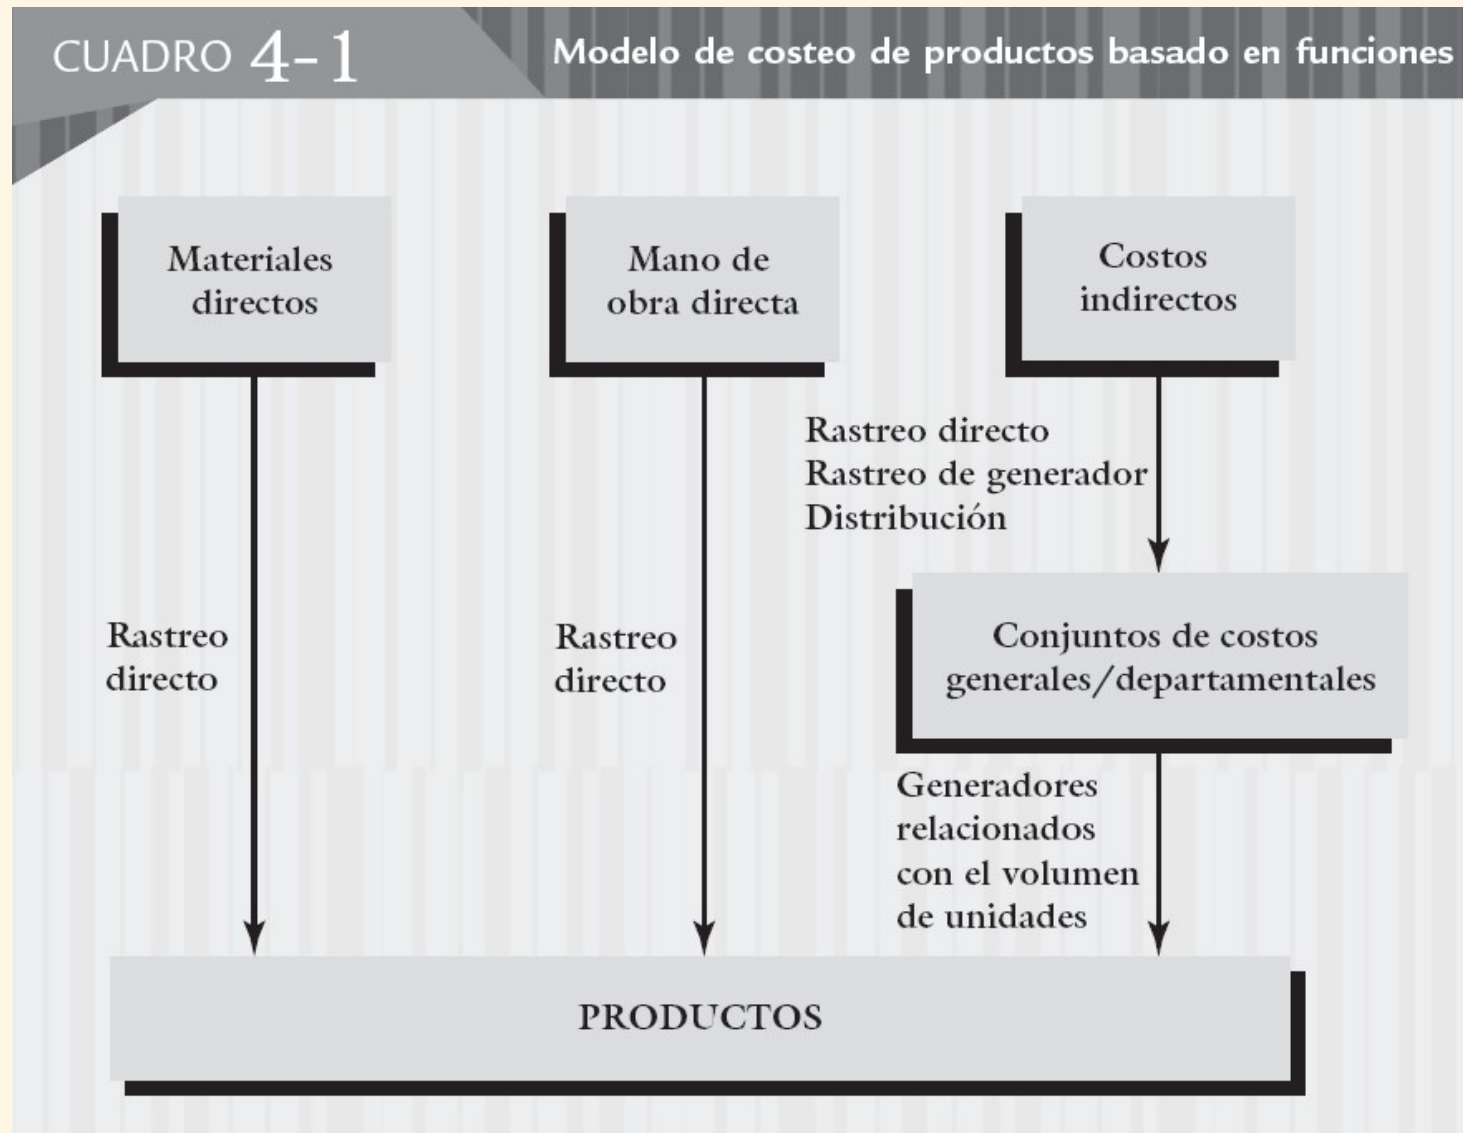 CUADRO 4-1
Modelo de costeo de productos basado en funciones
Materiales
directos
Mano de
obra directa
Costos
indirectos
Rastreo directo
Rastreo de generador
Distribución
Rastreo
directo
Rastreo
directo
Conjuntos de costos
generales/departamentales
Generadores
relacionados
con el volumen
de unidades
PRODUCTOS